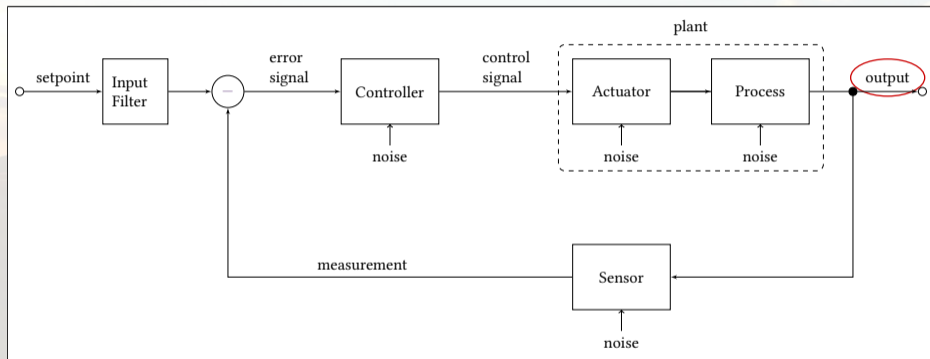 plant
setpoint
Input
Filter
−
error
signal
Controller
noise
control
signal
Actuator
noise
Process
noise
output
measurement
Sensor
noise